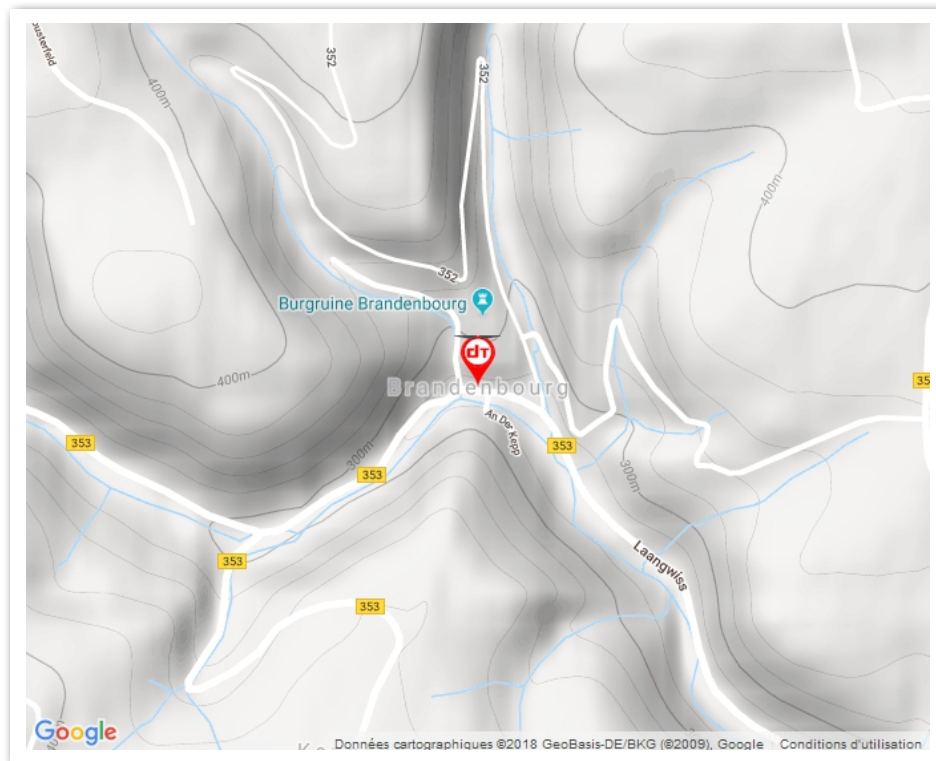 352
400m
352
400m
352
Burgruine Brandenbourg
dT
400m
Brandenbourg
35
An Der Kepp
353
353
353
300m
300m
353
Laangwiss
353
Google
Données cartographiques ©2018 GeoBasis-DE/BKG (©2009), Google
Conditions d'utilisation